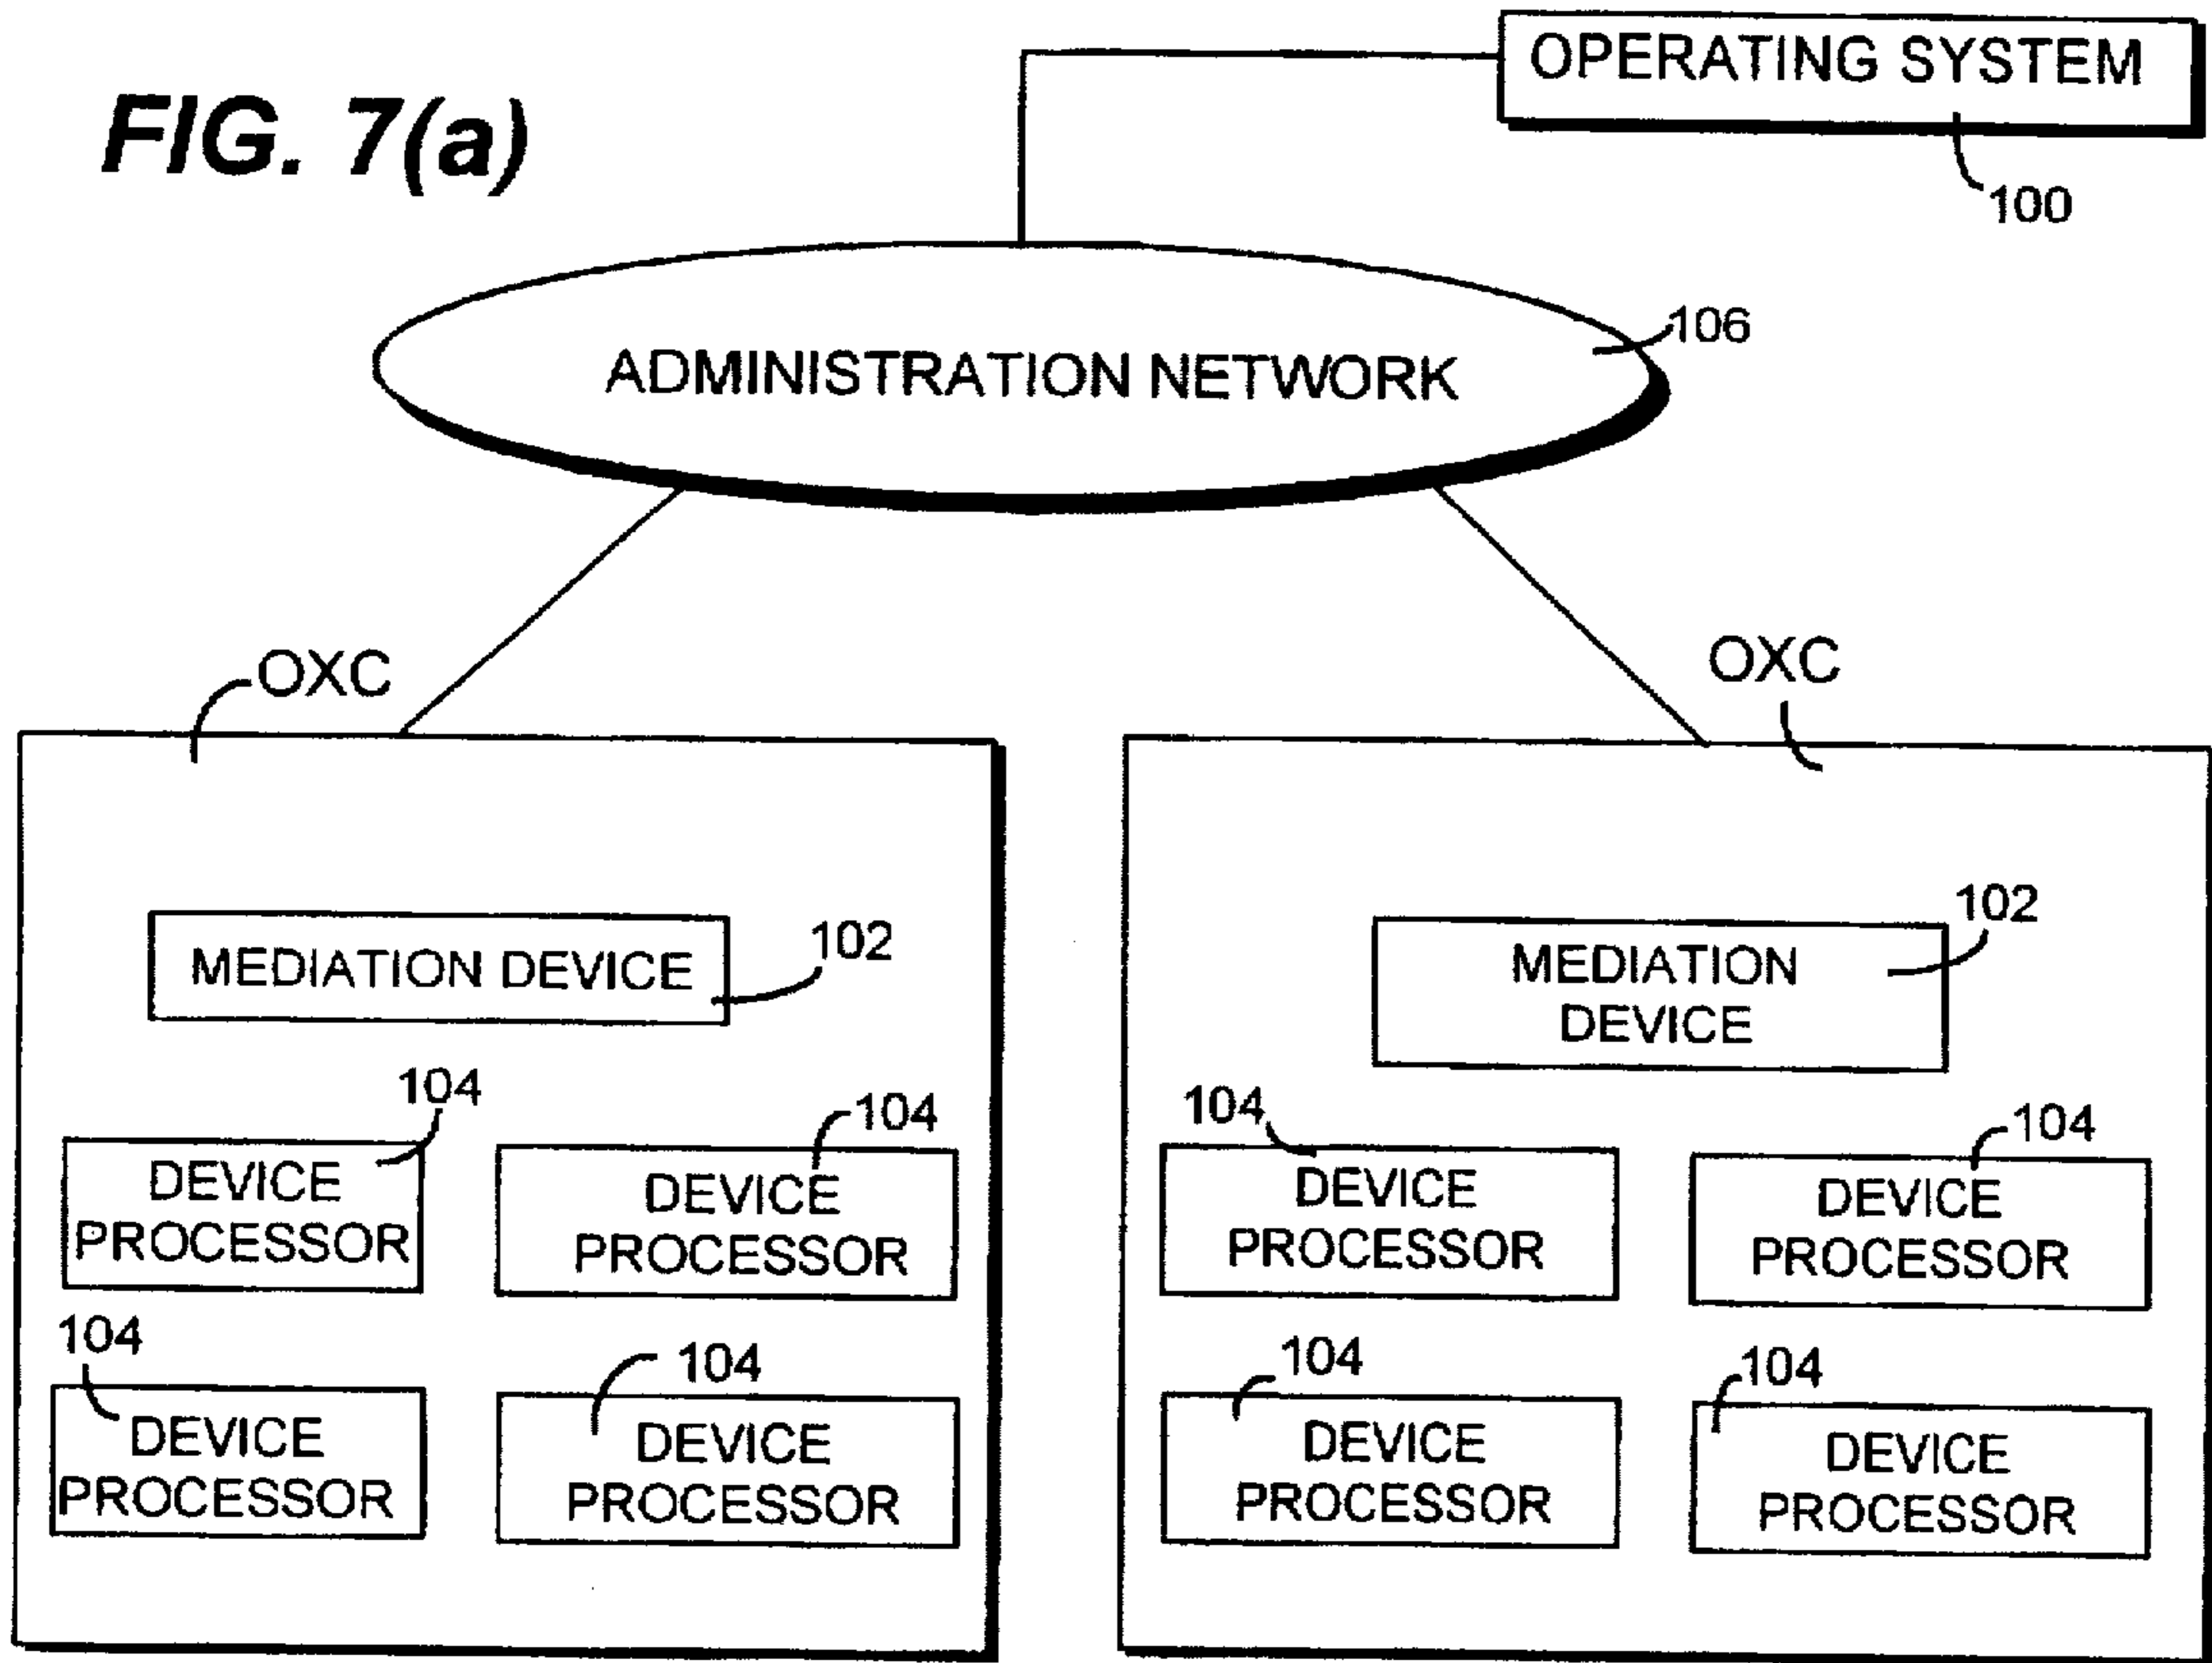 FIG. 7(a)
OPERATING SYSTEM
100
106
ADMINISTRATION NETWORK
OXC
OXC
102
MEDIATION DEVICE
102
MEDIATION
DEVICE
104
104
DEVICE
PROCESSOR
DEVICE
PROCESSOR
104
104
DEVICE
PROCESSOR
DEVICE
PROCESSOR
104
104
DEVICE
PROCESSOR
DEVICE
PROCESSOR
104
104
DEVICE
PROCESSOR
DEVICE
PROCESSOR